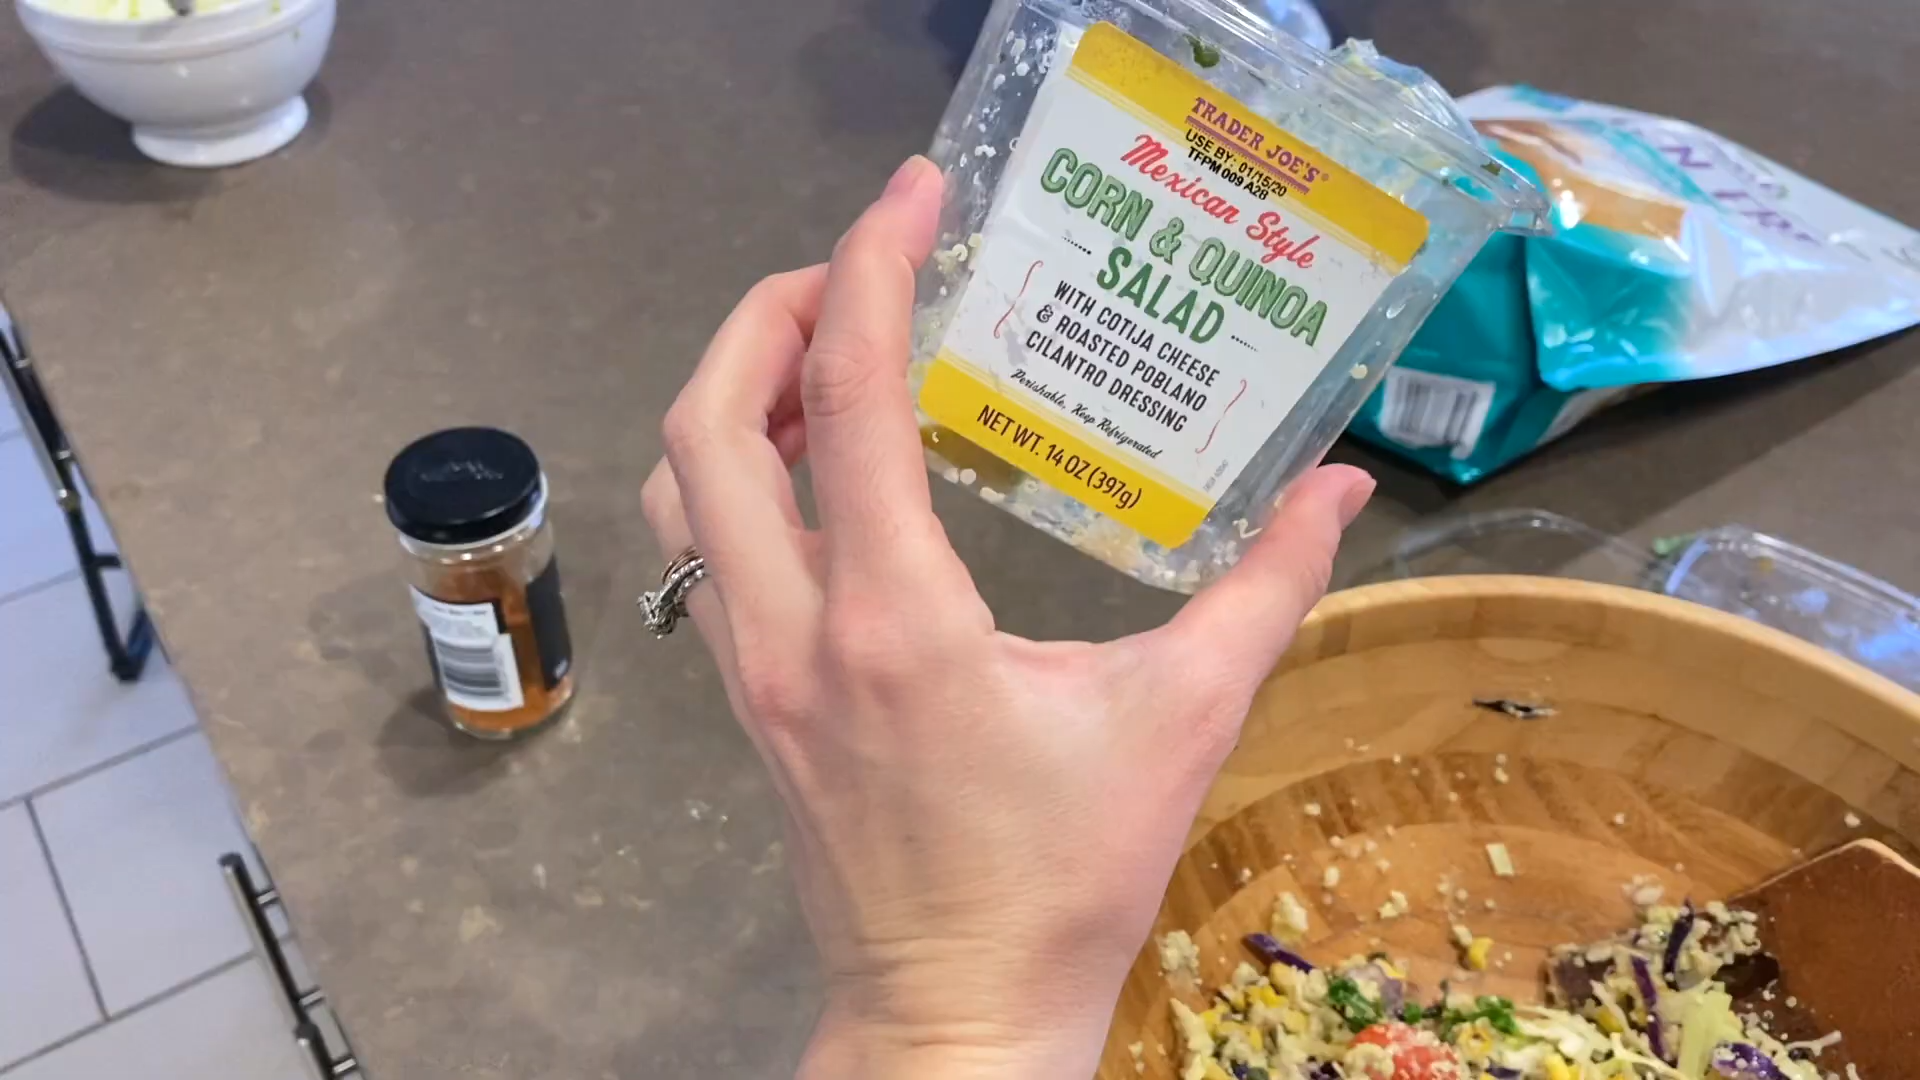 TRADER JOE'S®
USE BY: 01/15/20
TFPM 009 A28
Mexican Style
CORN & QUINOA
SALAD
WITH COTIJA CHEESE
& ROASTED POBLANO
CILANTRO DRESSING
Perishable, Keep Refrigerated
NET WT. 14 OZ (397g)